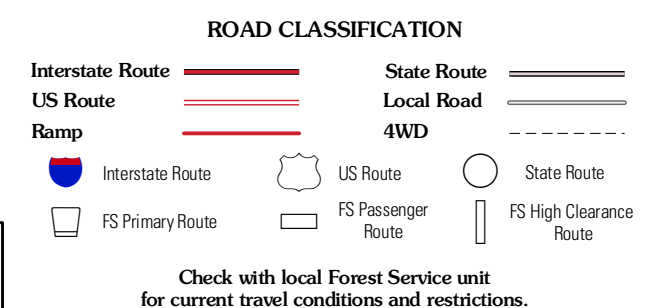 ROAD CLASSIFICATION
Interstate Route
State Route
US Route
Local Road
Ramp
4WD
Interstate Route
US Route
State Route
FS Primary Route
FS Passenger
Route
FS High Clearance
Route
Check with local Forest Service unit
for current travel conditions and restrictions.